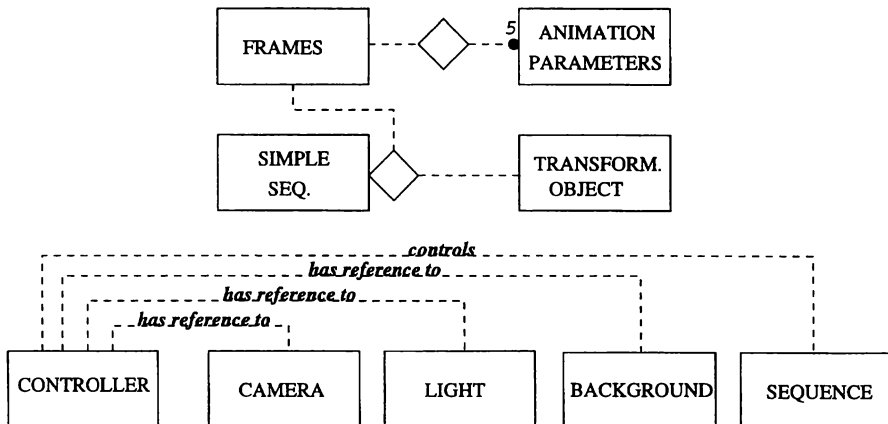 FRAMES
5
ANIMATION
PARAMETERS
SIMPLE
SEQ.
TRANSFORM.
OBJECT
controls
has reference to
has reference to
has reference to
CONTROLLER
CAMERA
LIGHT
BACKGROUND
SEQUENCE